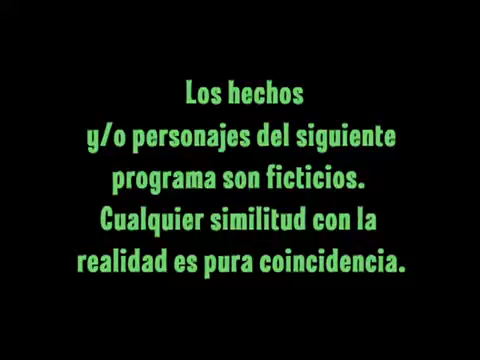 Los hechos
y/o personajes del siguiente
programa son ficticios.
Cualquier similitud con la
realidad es pura coincidencia.